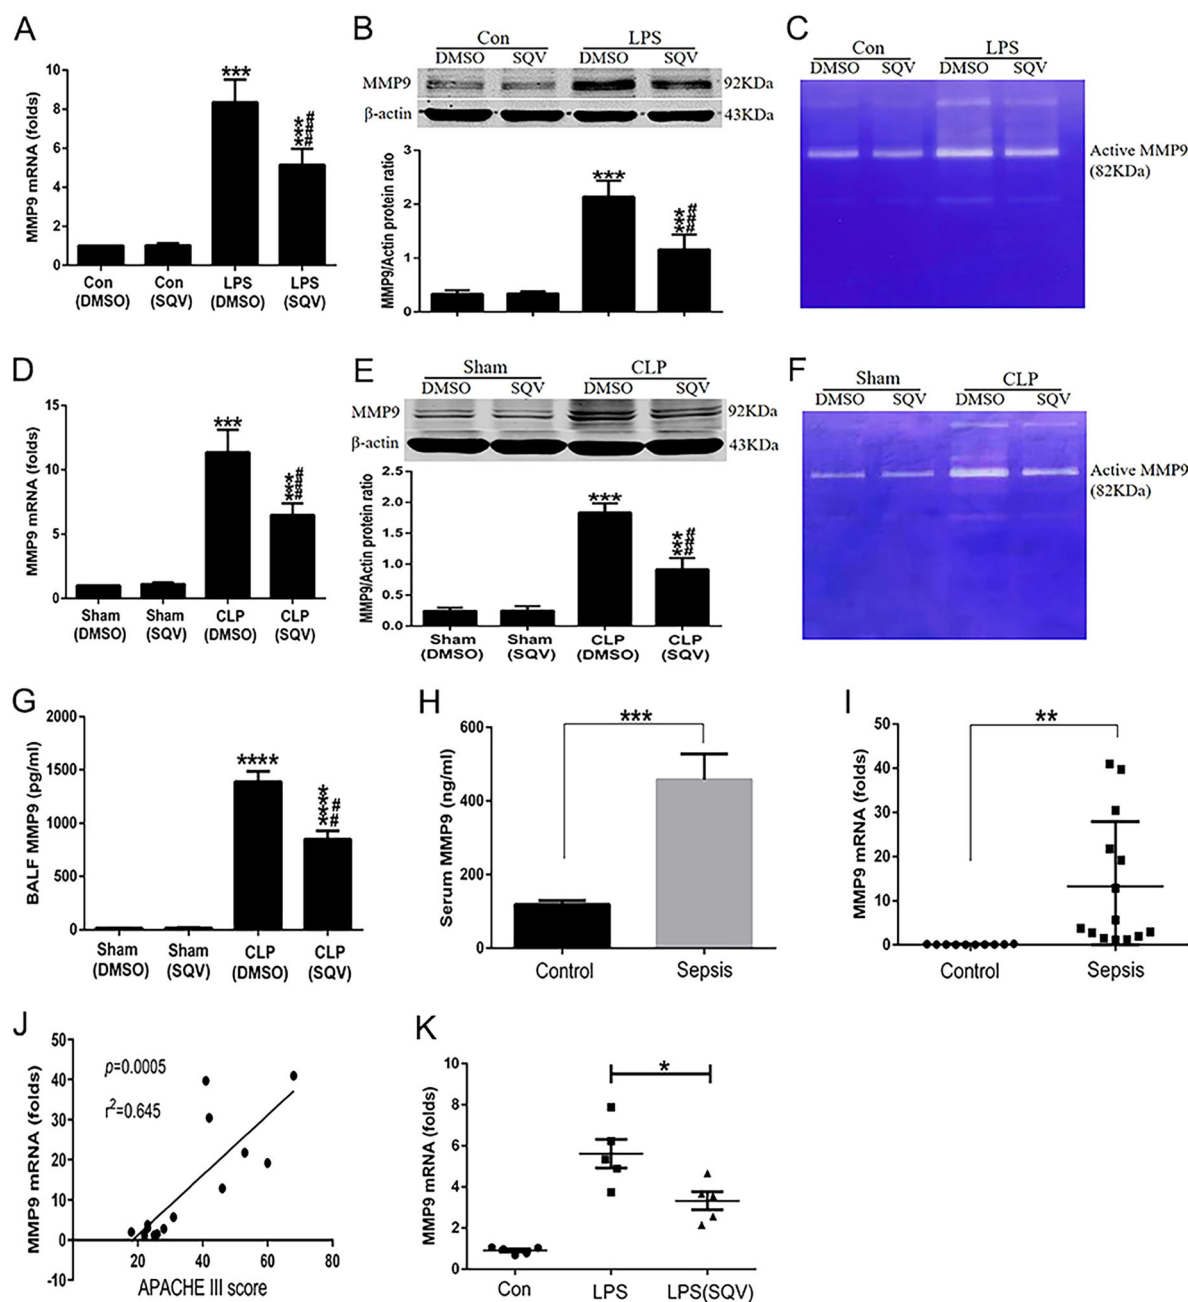 A
MMP9 mRNA (folds)
10
8
6
4
2
0
***
***
###
Con
(DMSO)
Con
(SQV)
LPS
(DMSO)
LPS
(SQV)
B
Con
LPS
DMSO
SQV
DMSO
SQV
MMP9
92KDa
β-actin
43KDa
MMP9/Actin protein ratio
3
2
1
0
***
***
###
C
Con
LPS
DMSO
SQV
DMSO
SQV
Active MMP9
(82KDa)
D
MMP9 mRNA (folds)
15
10
5
0
***
***
###
Sham
(DMSO)
Sham
(SQV)
CLP
(DMSO)
CLP
(SQV)
E
Sham
CLP
DMSO
SQV
DMSO
SQV
MMP9
92KDa
β-actin
43KDa
MMP9/Actin protein ratio
2.5
2.0
1.5
1.0
0.5
0.0
***
***
###
Sham
(DMSO)
Sham
(SQV)
CLP
(DMSO)
CLP
(SQV)
F
Sham
CLP
DMSO
SQV
DMSO
SQV
Active MMP9
(82KDa)
G
BALF MMP9 (pg/ml)
2000
1500
1000
500
0
****
****
##
Sham
(DMSO)
Sham
(SQV)
CLP
(DMSO)
CLP
(SQV)
H
Serum MMP9 (ng/ml)
600
400
200
0
***
Control
Sepsis
I
MMP9 mRNA (folds)
50
40
30
20
10
0
**
Control
Sepsis
J
MMP9 mRNA (folds)
50
40
30
20
10
0
-10
p=0.0005
r²=0.645
20
40
60
80
APACHE III score
K
MMP9 mRNA (folds)
10
8
6
4
2
0
*
Con
LPS
LPS(SQV)